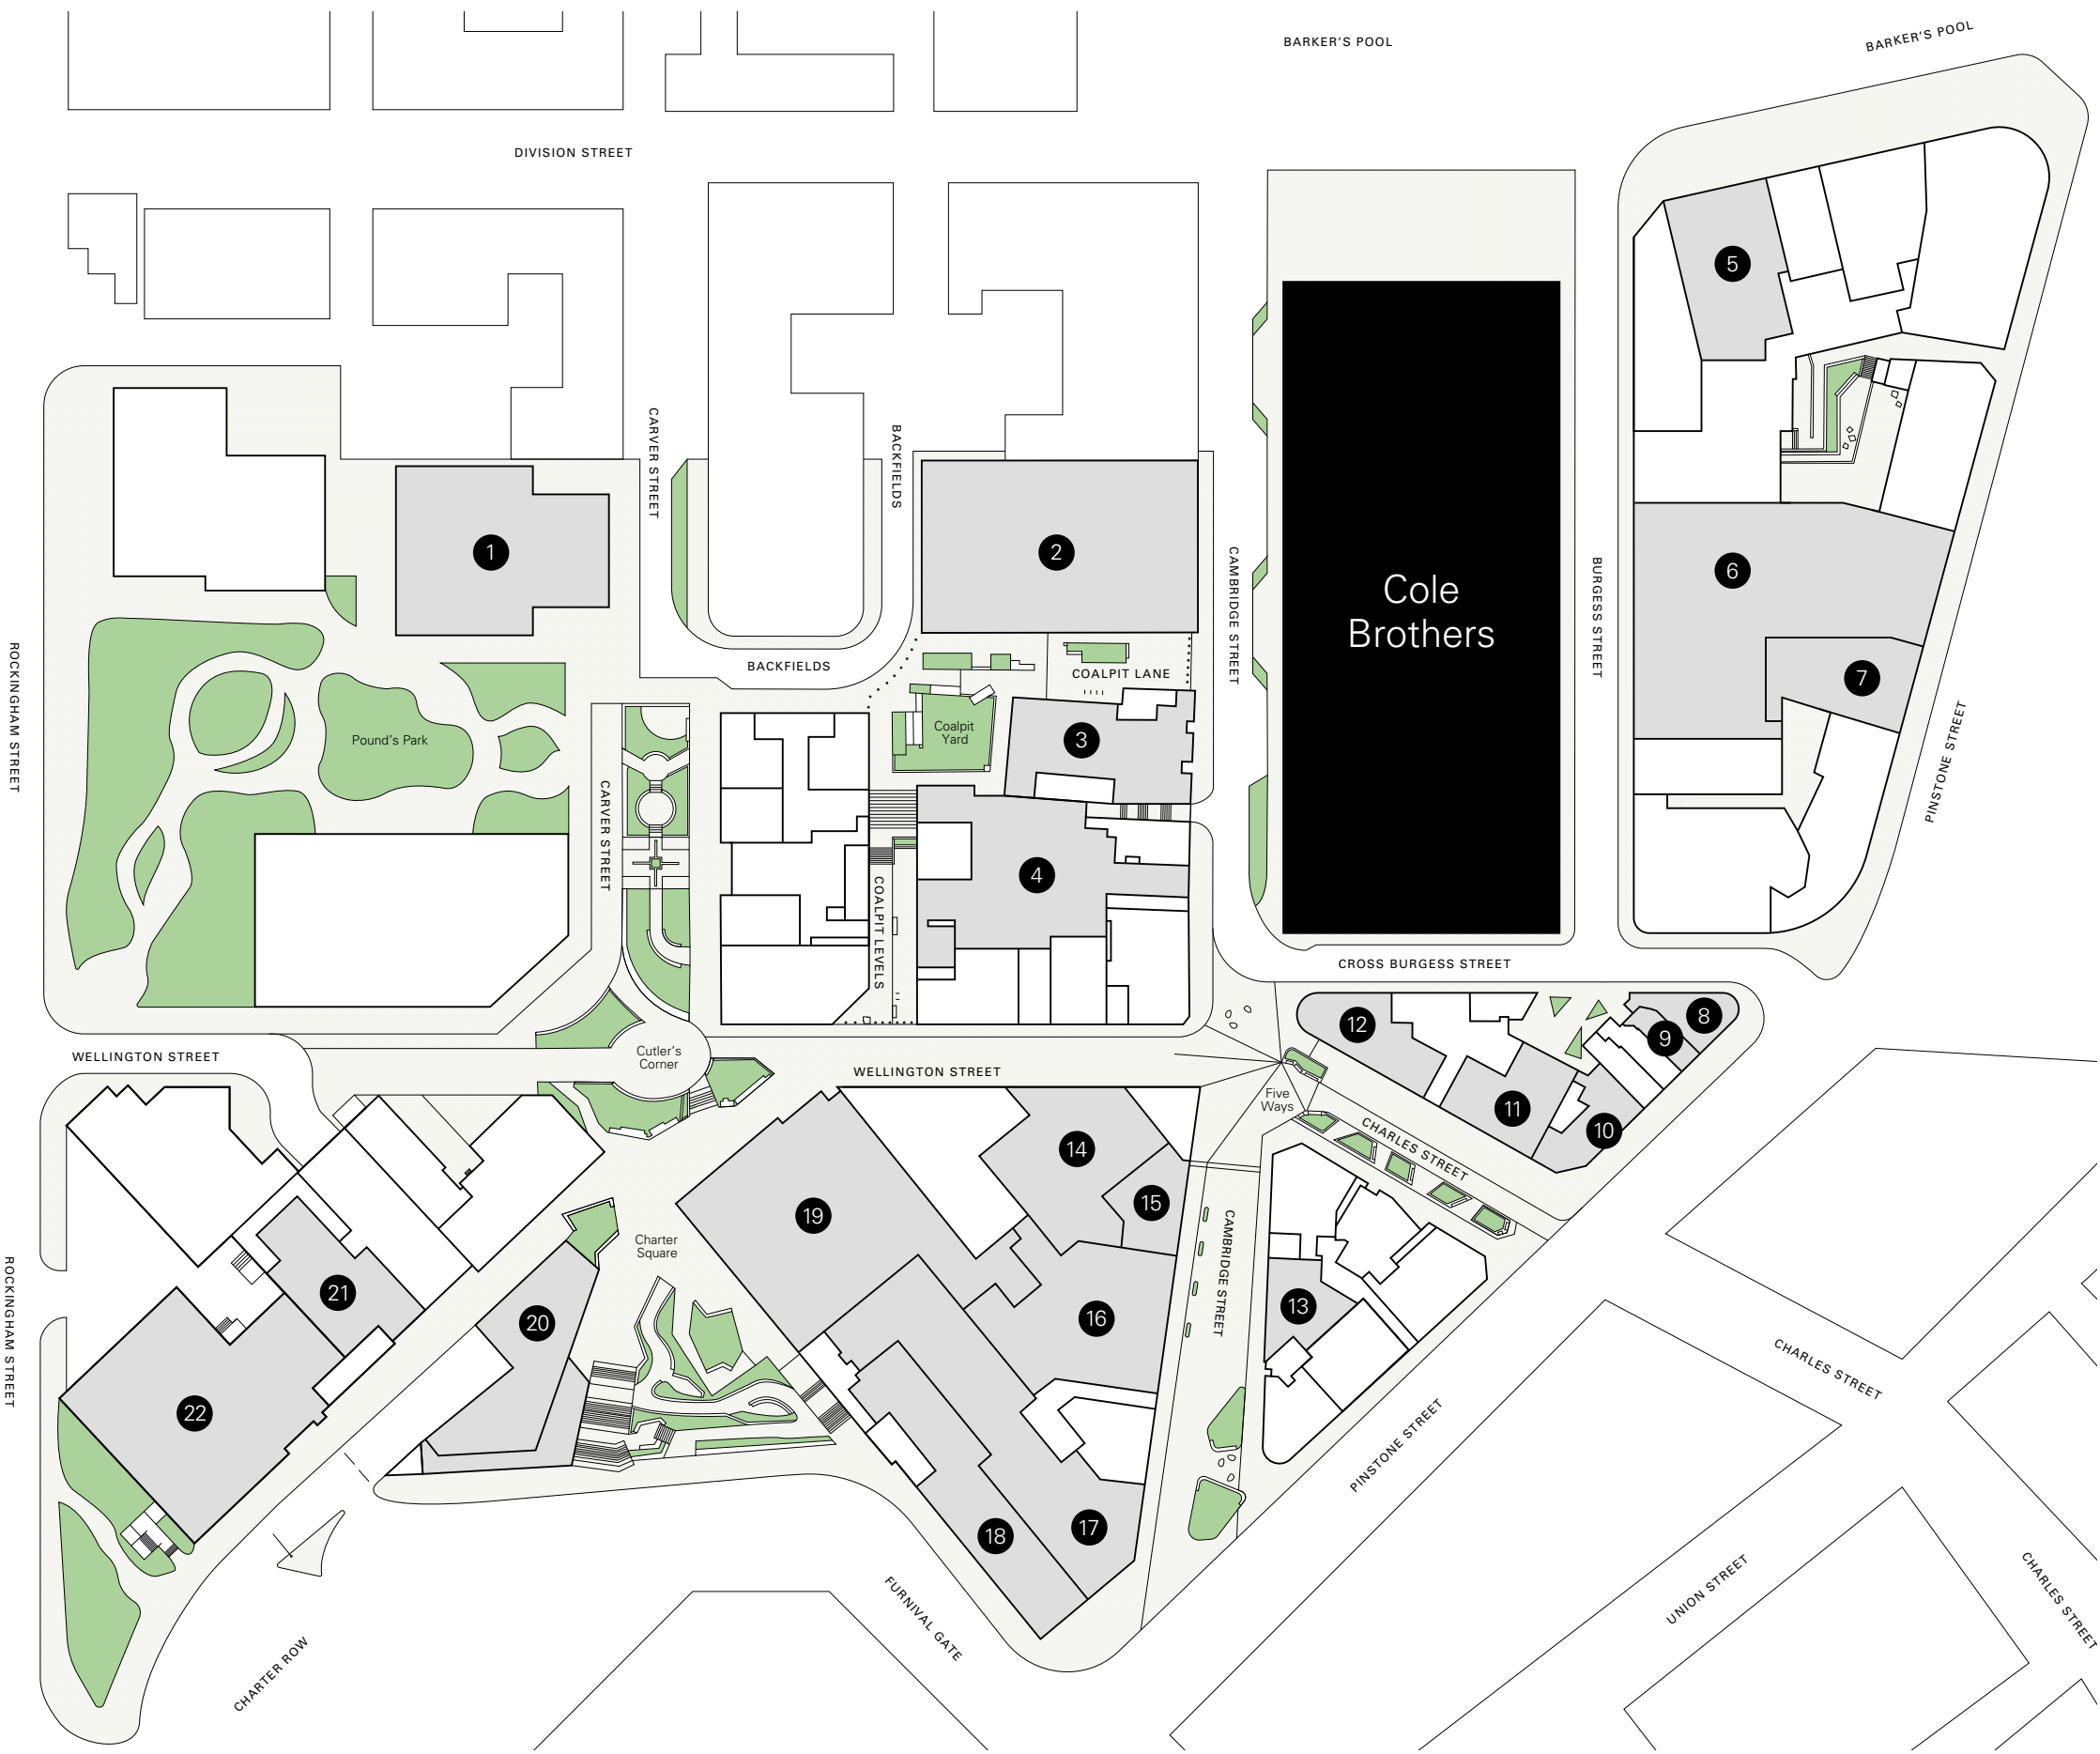 BARKER'S POOL
BARKER'S POOL
DIVISION STREET
5
CARVER STREET
BACKFIELDS
1
2
CAMBRIDGE STREET
Cole
Brothers
BURGESS STREET
6
ROCKINGHAM STREET
BACKFIELDS
COALPIT LANE
7
Pound's Park
Coalpit
Yard
3
PINSTONE STREET
CARVER STREET
4
COALPIT LEVELS
CROSS BURGESS STREET
12
8
9
WELLINGTON STREET
Cutler's
Corner
WELLINGTON STREET
Five
Ways
11
10
CHARLES STREET
14
15
19
CAMBRIDGE STREET
Charter
Square
21
20
16
13
ROCKINGHAM STREET
22
CHARLES STREET
PINSTONE STREET
18
17
FURNIVAL GATE
UNION STREET
CHARLES STREET
CHARTER ROW